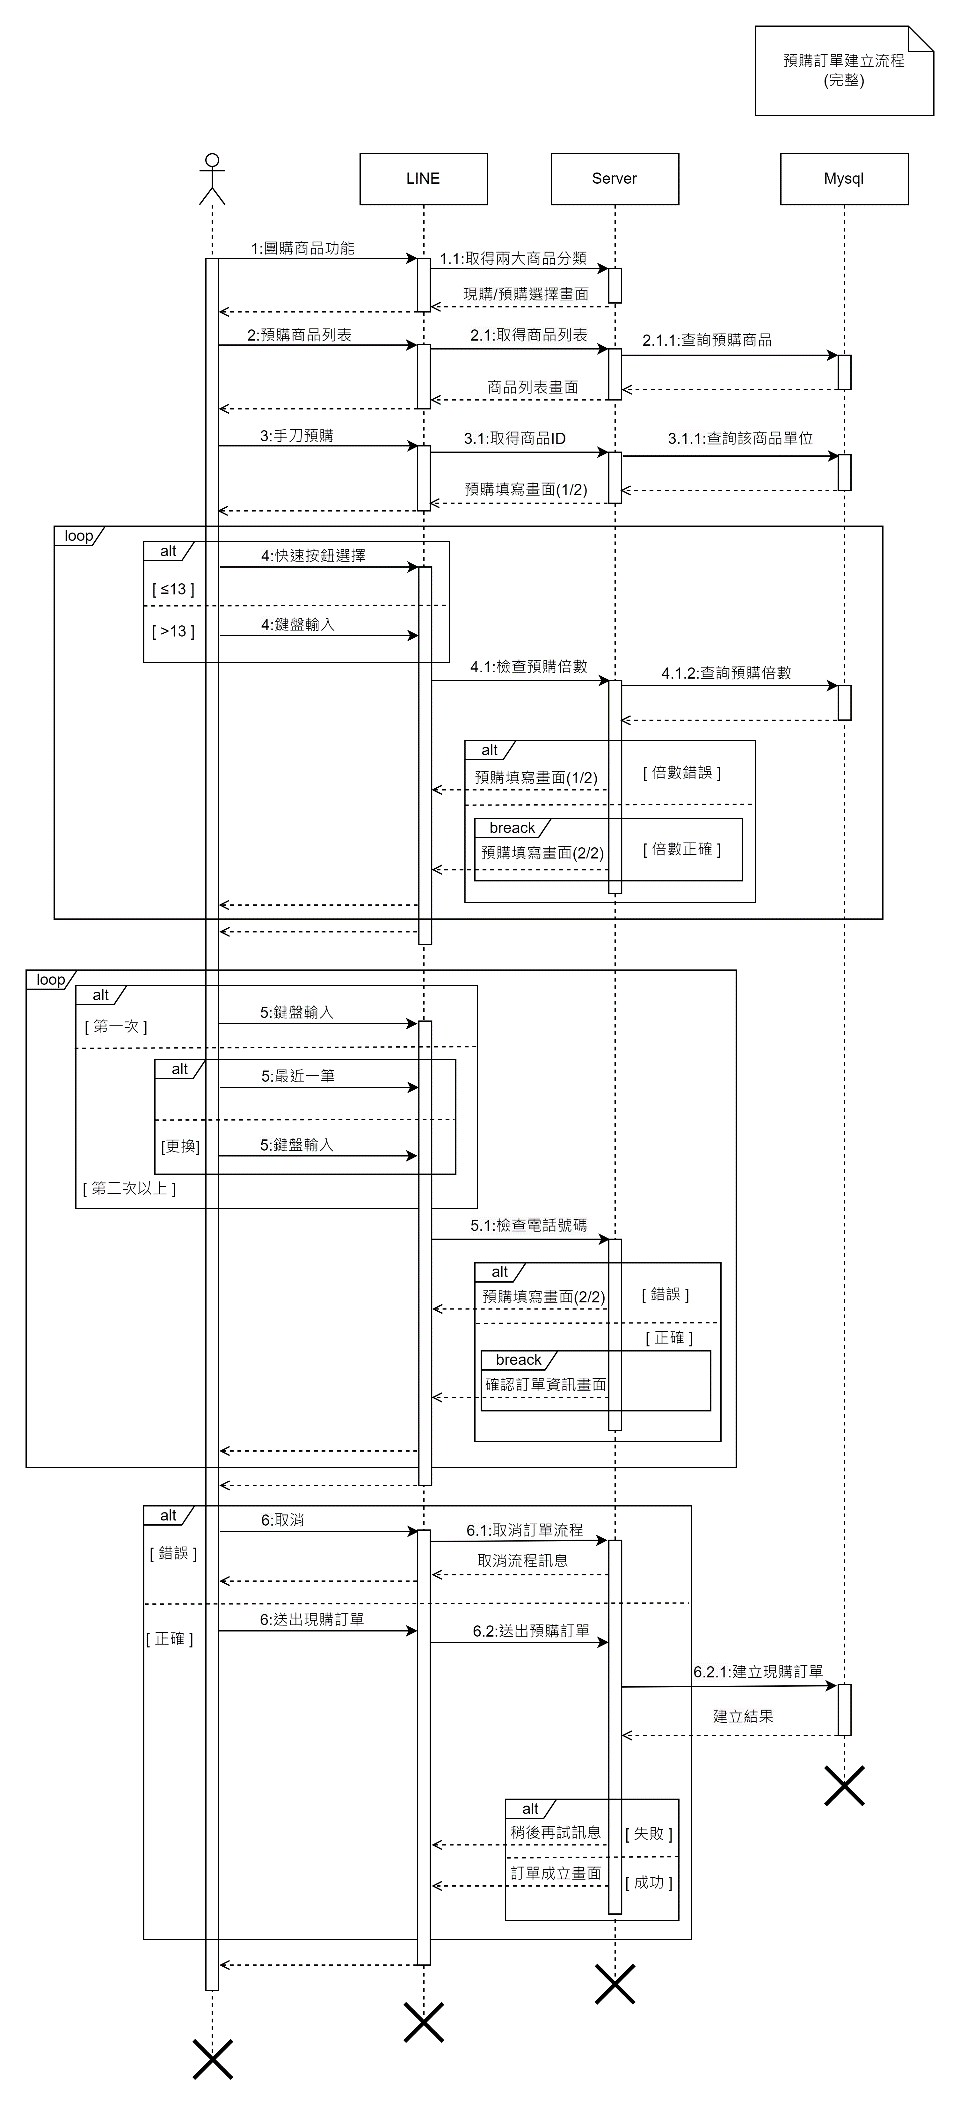 預購訂單建立流程
(完整)
LINE
Server
Mysql
1:團購商品功能
1.1:取得兩大商品分類
現購/預購選擇畫面
2:預購商品列表
2.1:取得商品列表
2.1.1:查詢預購商品
商品列表畫面
3:手刀預購
3.1:取得商品ID
3.1.1:查詢該商品單位
預購填寫畫面(1/2)
loop
alt
4:快速按鈕選擇
[ ≤13 ]
[ >13 ]
4:鍵盤輸入
4.1:檢查預購倍數
4.1.2:查詢預購倍數
alt
預購填寫畫面(1/2)
[ 倍數錯誤 ]
breack
預購填寫畫面(2/2)
[ 倍數正確 ]
loop
alt
5:鍵盤輸入
[ 第一次 ]
alt
5:最近一筆
[更換]
5:鍵盤輸入
[ 第二次以上 ]
5.1:檢查電話號碼
alt
預購填寫畫面(2/2)
[ 錯誤 ]
[ 正確 ]
breack
確認訂單資訊畫面
alt
6:取消
6.1:取消訂單流程
[ 錯誤 ]
取消流程訊息
6:送出現購訂單
6.2:送出預購訂單
[ 正確 ]
6.2.1:建立現購訂單
建立結果
alt
稍後再試訊息
[ 失敗 ]
訂單成立畫面
[ 成功 ]